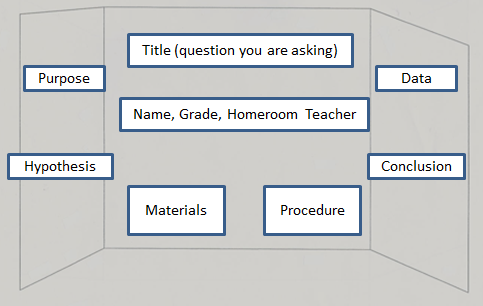 Title (question you are asking)
Purpose
Data
Name, Grade, Homeroom Teacher
Hypothesis
Conclusion
Materials
Procedure